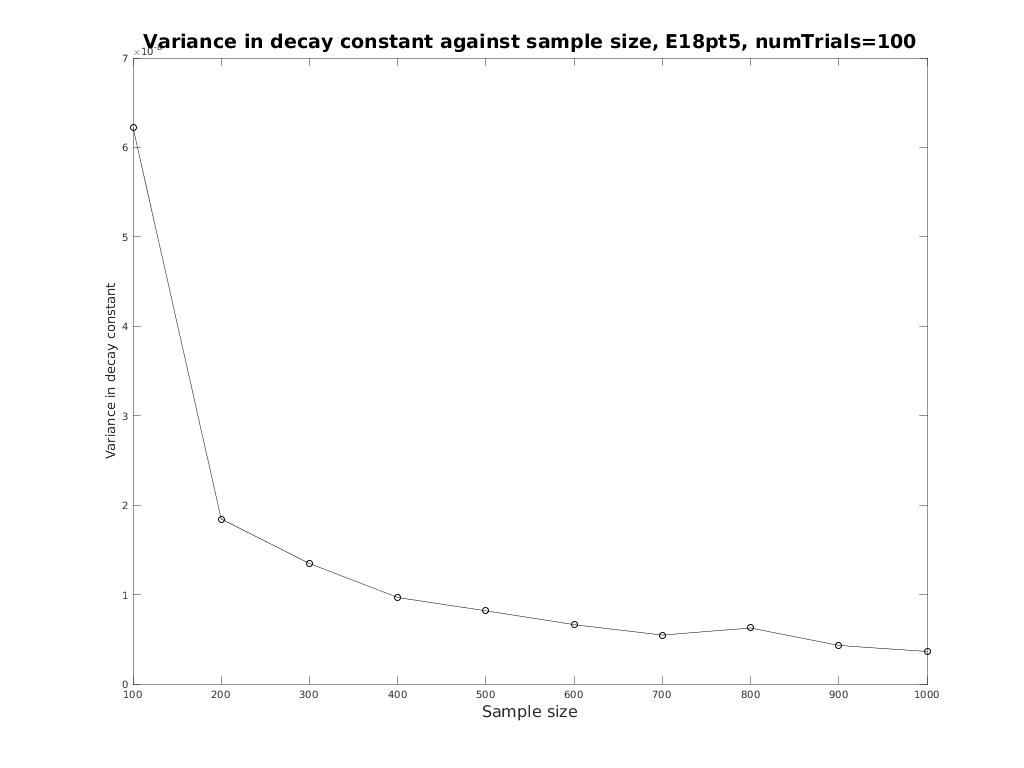 Variance in decay constant against sample size, E18pt5, numTrials=100
×10
7
6
5
4
3
2
1
0
Variance in decay constant
100 200 300 400 500 600 700 800 900 1000
Sample size